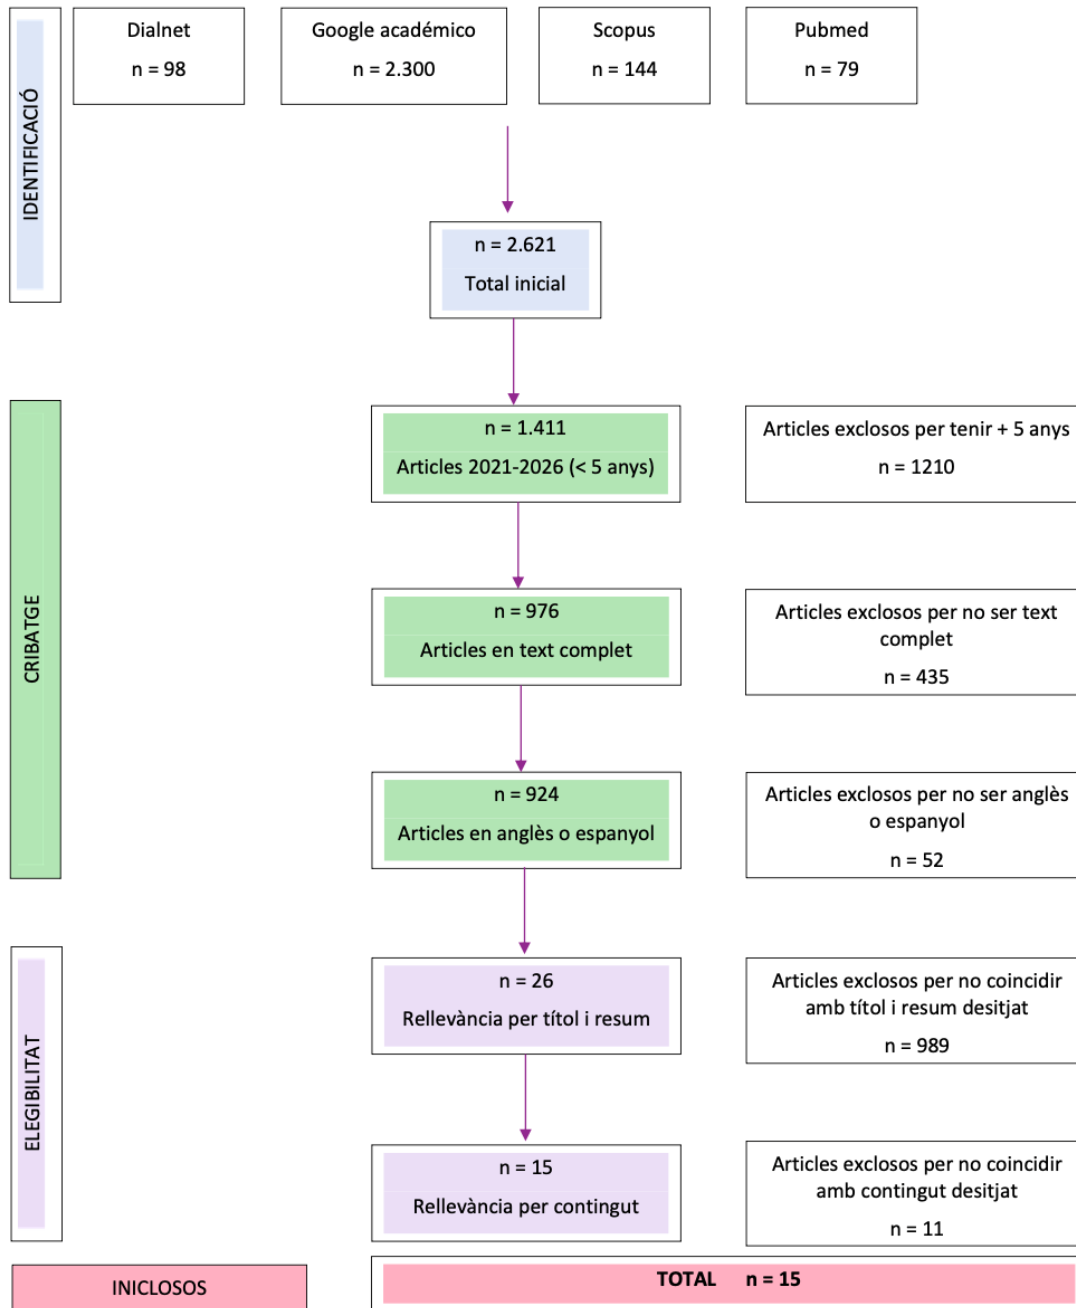 IDENTIFICACIÓ
Dialnet
n = 98
Google académico
n = 2.300
Scopus
n = 144
Pubmed
n = 79
n = 2.621
Total inicial
CRIBATGE
n = 1.411
Articles 2021-2026 (< 5 anys)
Articles exclosos per tenir + 5 anys
n = 1210
n = 976
Articles en text complet
Articles exclosos per no ser text
complet
n = 435
n = 924
Articles en anglès o espanyol
Articles exclosos per no ser anglès
o espanyol
n = 52
ELEGIBILITAT
n = 26
Rellevància per títol i resum
Articles exclosos per no coincidir
amb títol i resum desitjat
n = 989
n = 15
Rellevància per contingut
Articles exclosos per no coincidir
amb contingut desitjat
n = 11
INICLOSOS
TOTAL n = 15